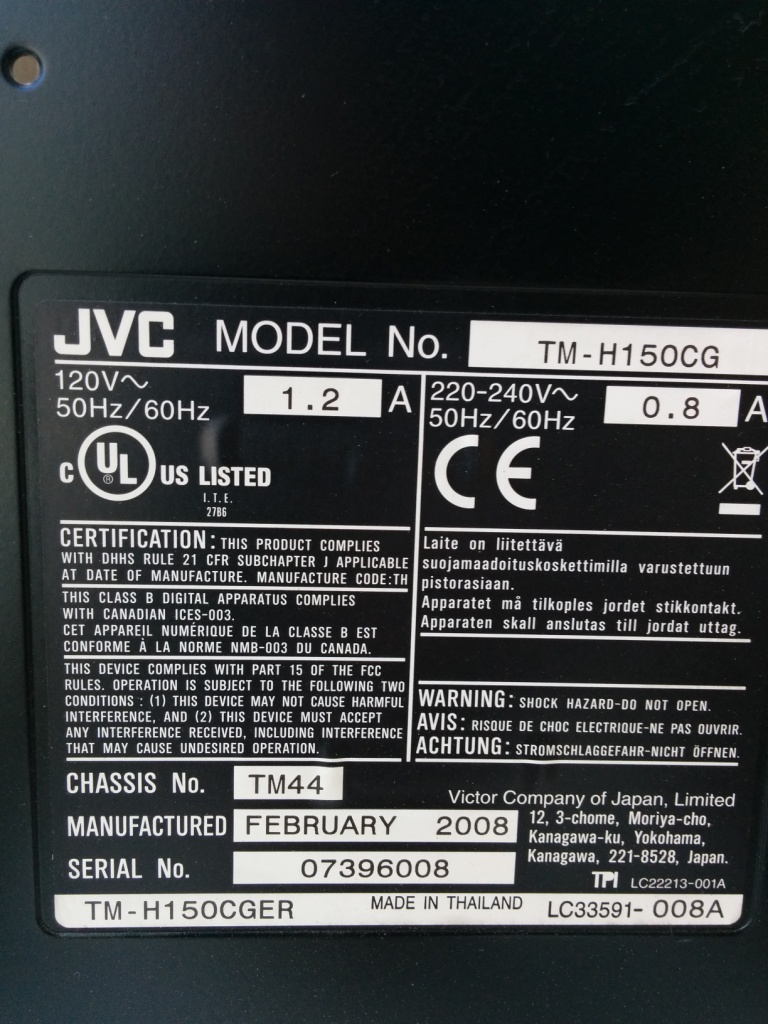 JVC MODEL No. TM-H150CG
120V~
50Hz/60Hz
1.2 A
220-240V~
50Hz/60Hz
0.8 A
C UL ® US LISTED
I.T.E.
27B6
CE
CERTIFICATION: THIS PRODUCT COMPLIES
WITH DHHS RULE 21 CFR SUBCHAPTER J APPLICABLE
AT DATE OF MANUFACTURE. MANUFACTURE CODE:TH
THIS CLASS B DIGITAL APPARATUS COMPLIES
WITH CANADIAN ICES-003.
CET APPAREIL NUMÉRIQUE DE LA CLASSE B EST
CONFORME À LA NORME NMB-003 DU CANADA.
THIS DEVICE COMPLIES WITH PART 15 OF THE FCC
RULES. OPERATION IS SUBJECT TO THE FOLLOWING TWO
CONDITIONS : (1) THIS DEVICE MAY NOT CAUSE HARMFUL
INTERFERENCE, AND (2) THIS DEVICE MUST ACCEPT
ANY INTERFERENCE RECEIVED, INCLUDING INTERFERENCE
THAT MAY CAUSE UNDESIRED OPERATION.
Laite on liitettävä
suojamaadoituskoskettimilla varustettuun
pistorasiaan.
Apparatet må tilkoples jordet stikkontakt.
Apparaten skall anslutas till jordat uttag.
WARNING: SHOCK HAZARD-DO NOT OPEN.
AVIS: RISQUE DE CHOC ELECTRIQUE-NE PAS OUVRIR.
ACHTUNG: STROMSCHLAGGEFAHR-NICHT ÖFFNEN.
CHASSIS No. TM44
MANUFACTURED FEBRUARY 2008
SERIAL No. 07396008
Victor Company of Japan, Limited
12, 3-chome, Moriya-cho,
Kanagawa-ku, Yokohama,
Kanagawa, 221-8528, Japan.
TPI LC22213-001A
TM-H150CGER MADE IN THAILAND LC33591-008A